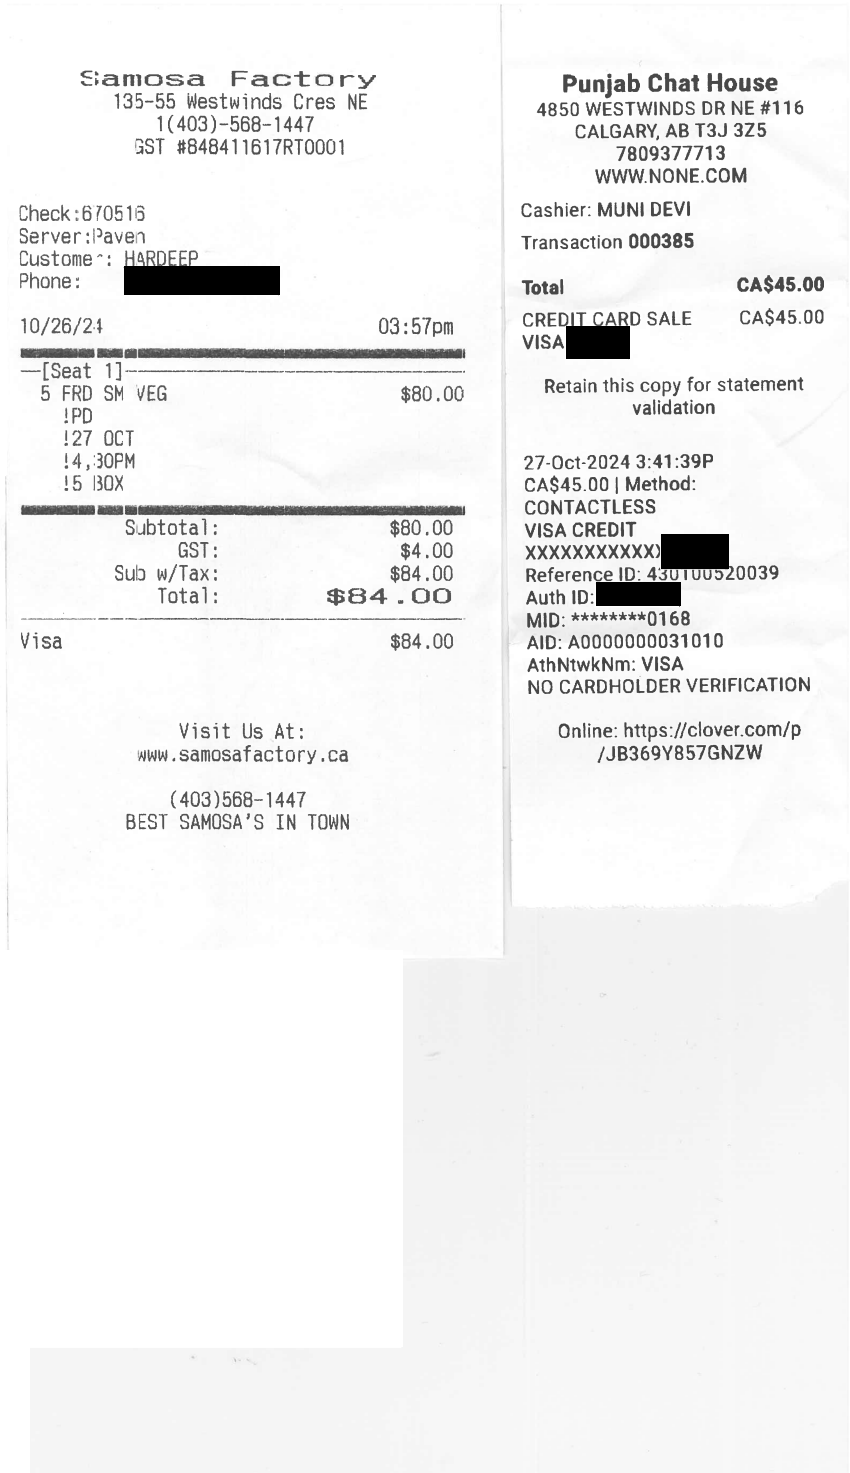 Samosa Factory
135-55 Westwinds Cres NE
1(403)-568-1447
GST #848411617RT0001
Check:670516
Server:Paven
Customer: HARDEEP
Phone:
10/26/24 03:57pm
[Seat 1]
5 FRD SM VEG $80.00
!PD
!27 OCT
!4,30PM
!5 BOX
Subtotal: $80.00
GST: $4.00
Sub w/Tax: $84.00
Total: $84.00
Visa $84.00
Visit Us At:
www.samosafactory.ca
(403)568-1447
BEST SAMOSA'S IN TOWN
Punjab Chat House
4850 WESTWINDS DR NE #116
CALGARY, AB T3J 3Z5
7809377713
WWW.NONE.COM
Cashier: MUNI DEVI
Transaction 000385
Total CA$45.00
CREDIT CARD SALE CA$45.00
VISA
Retain this copy for statement
validation
27-Oct-2024 3:41:39P
CA$45.00 | Method:
CONTACTLESS
VISA CREDIT
XXXXXXXXXXX
Reference ID: 430100520039
Auth ID:
MID: ********0168
AID: A0000000031010
AthNtwkNm: VISA
NO CARDHOLDER VERIFICATION
Online: https://clover.com/p
/JB369Y857GNZW